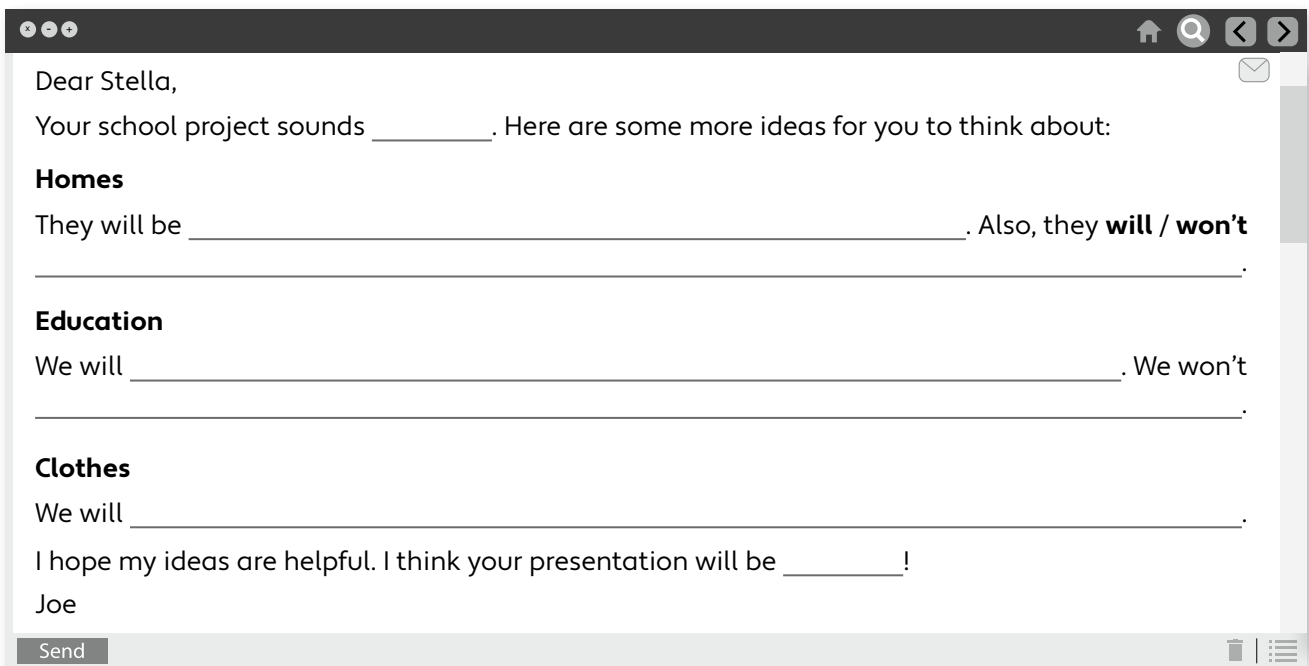 Dear Stella,
Your school project sounds ________. Here are some more ideas for you to think about:
Homes
They will be ________. Also, they will / won't
________.
Education
We will ________. We won't
________.
Clothes
We will ________.
I hope my ideas are helpful. I think your presentation will be ________!
Joe
Send